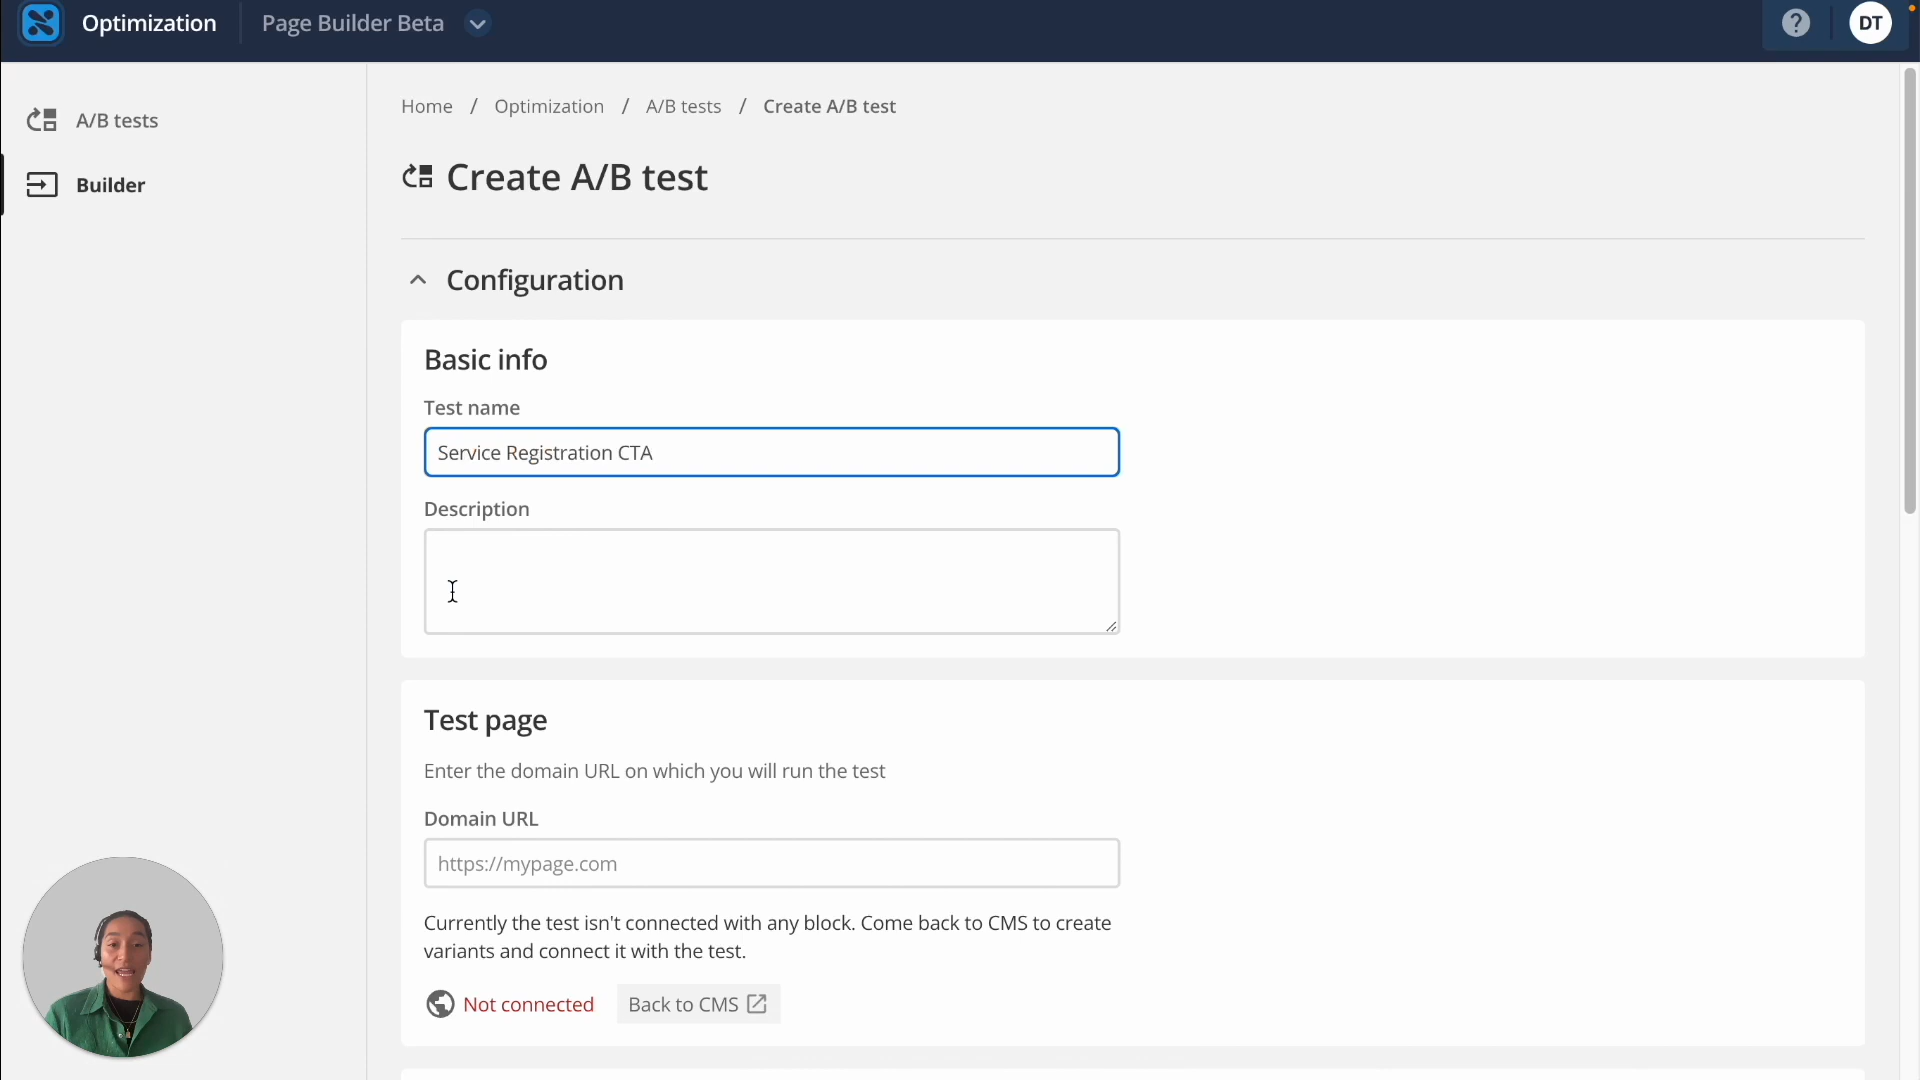 Optimization
Page Builder Beta
?
DT
A/B tests
Builder
Home / Optimization / A/B tests / Create A/B test
Create A/B test
Configuration
Basic info
Test name
Service Registration CTA
Description
Test page
Enter the domain URL on which you will run the test
Domain URL
https://mypage.com
Currently the test isn't connected with any block. Come back to CMS to create
variants and connect it with the test.
Not connected
Back to CMS